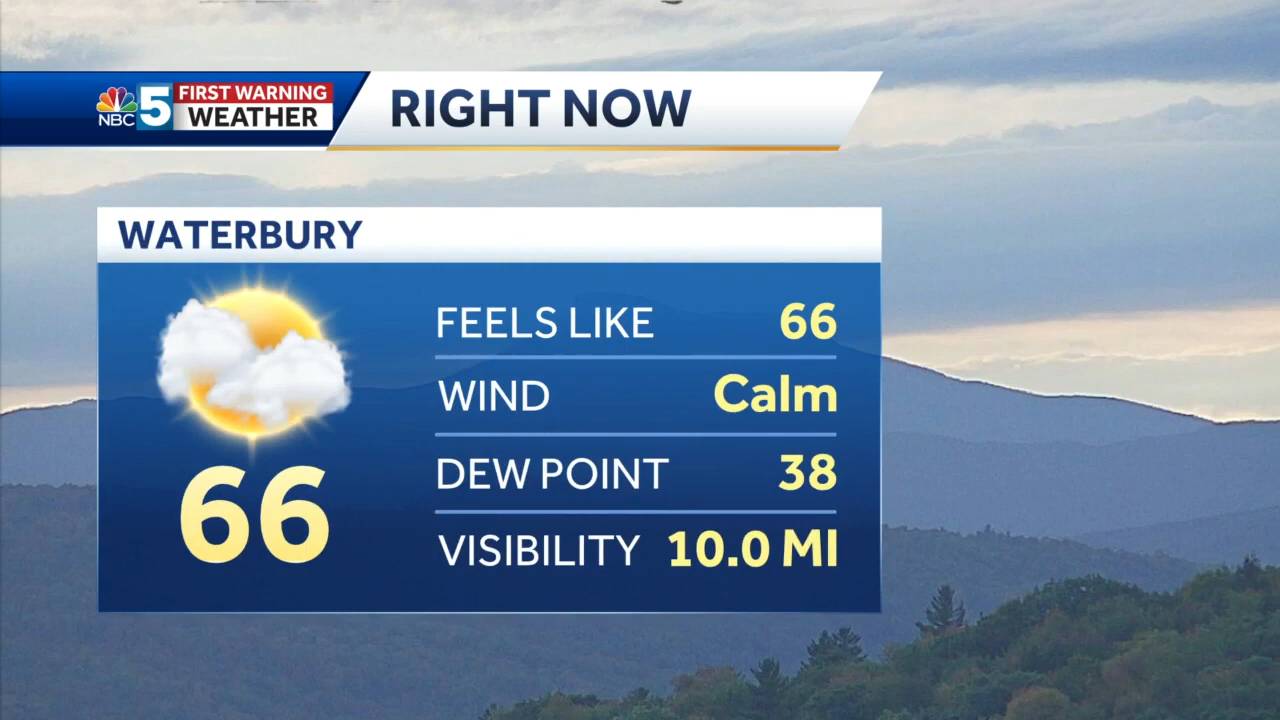 NBC 5 FIRST WARNING WEATHER
RIGHT NOW
WATERBURY
66
FEELS LIKE 66
WIND Calm
DEW POINT 38
VISIBILITY 10.0 MI